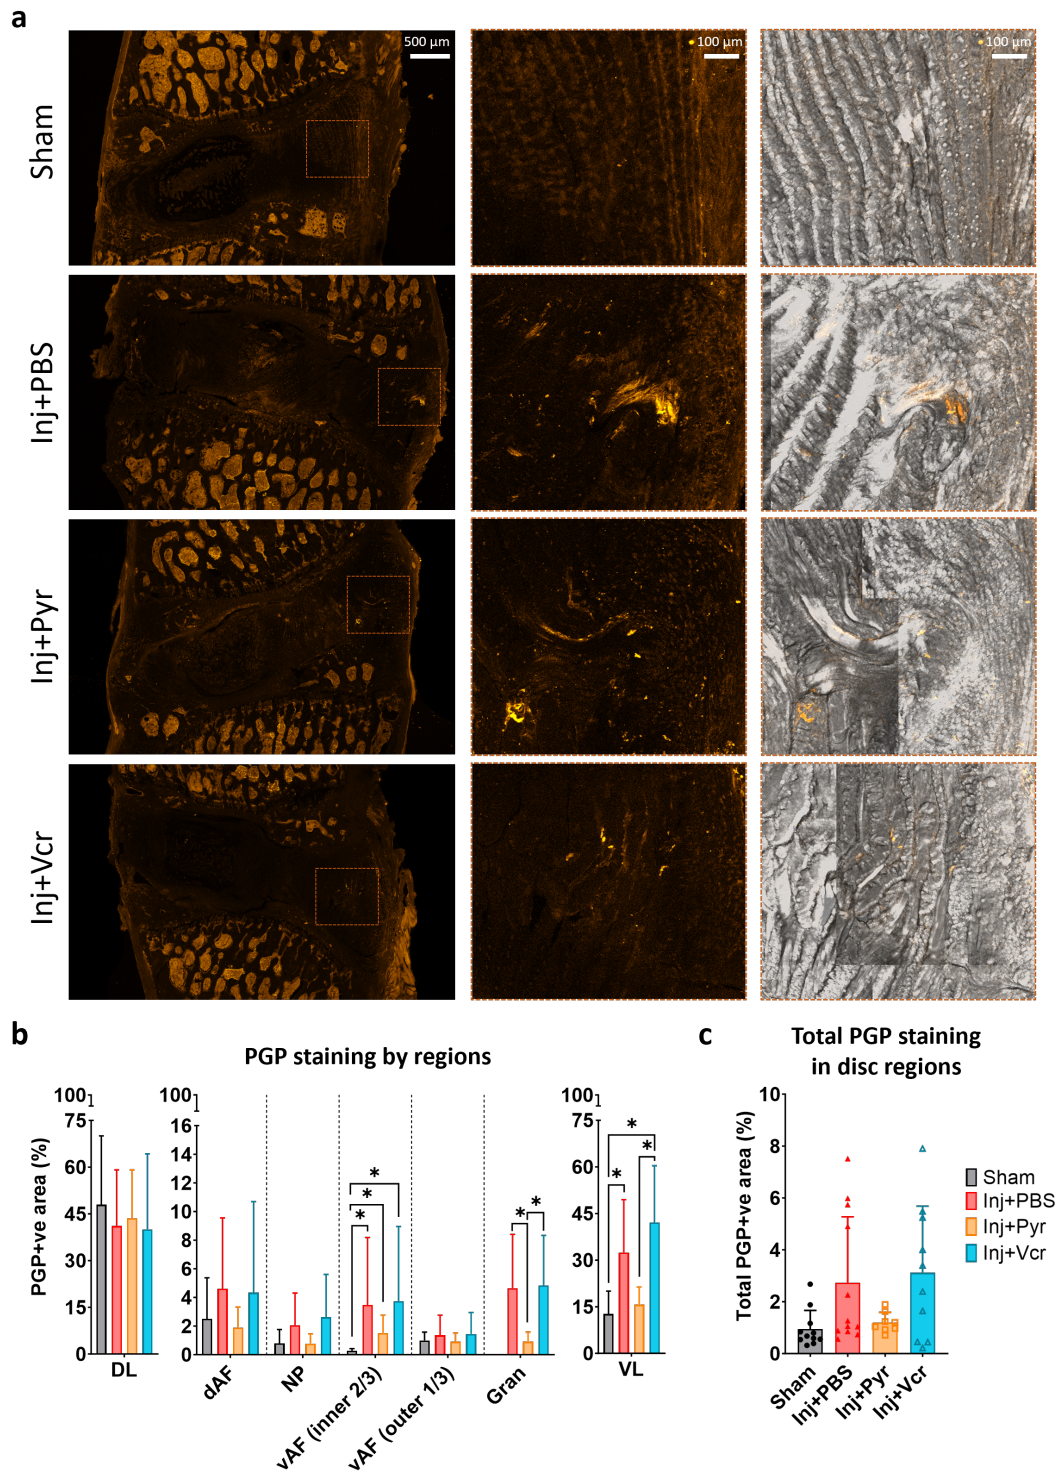 a
500 µm
100 µm
100 µm
Sham
Inj+PBS
Inj+Pyr
Inj+Vcr
b
PGP staining by regions
PGP+ve area (%)
100
75
60
45
30
15
0
DL
100
75
16
14
12
10
8
6
4
2
0
*
*
*
*
*
dAF
NP
vAF (inner 2/3)
vAF (outer 1/3)
Gran
100
75
60
45
30
15
0
*
*
*
VL
c
Total PGP staining
in disc regions
Total PGP+ve area (%)
10
8
6
4
2
0
Sham
Inj+PBS
Inj+Pyr
Inj+Vcr
Sham
Inj+PBS
Inj+Pyr
Inj+Vcr